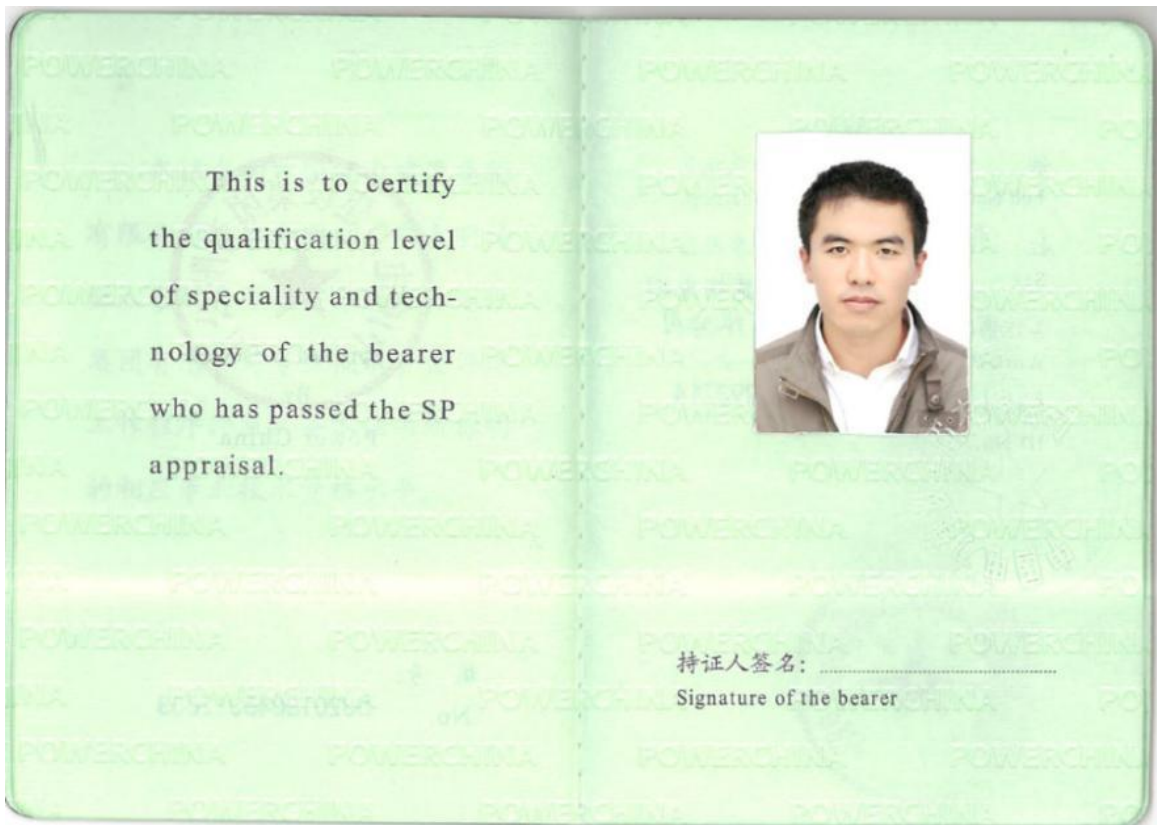 This is to certify
the qualification level
of speciality and tech-
nology of the bearer
who has passed the SP
appraisal.
POWERCHINA
持证人签名:
Signature of the bearer